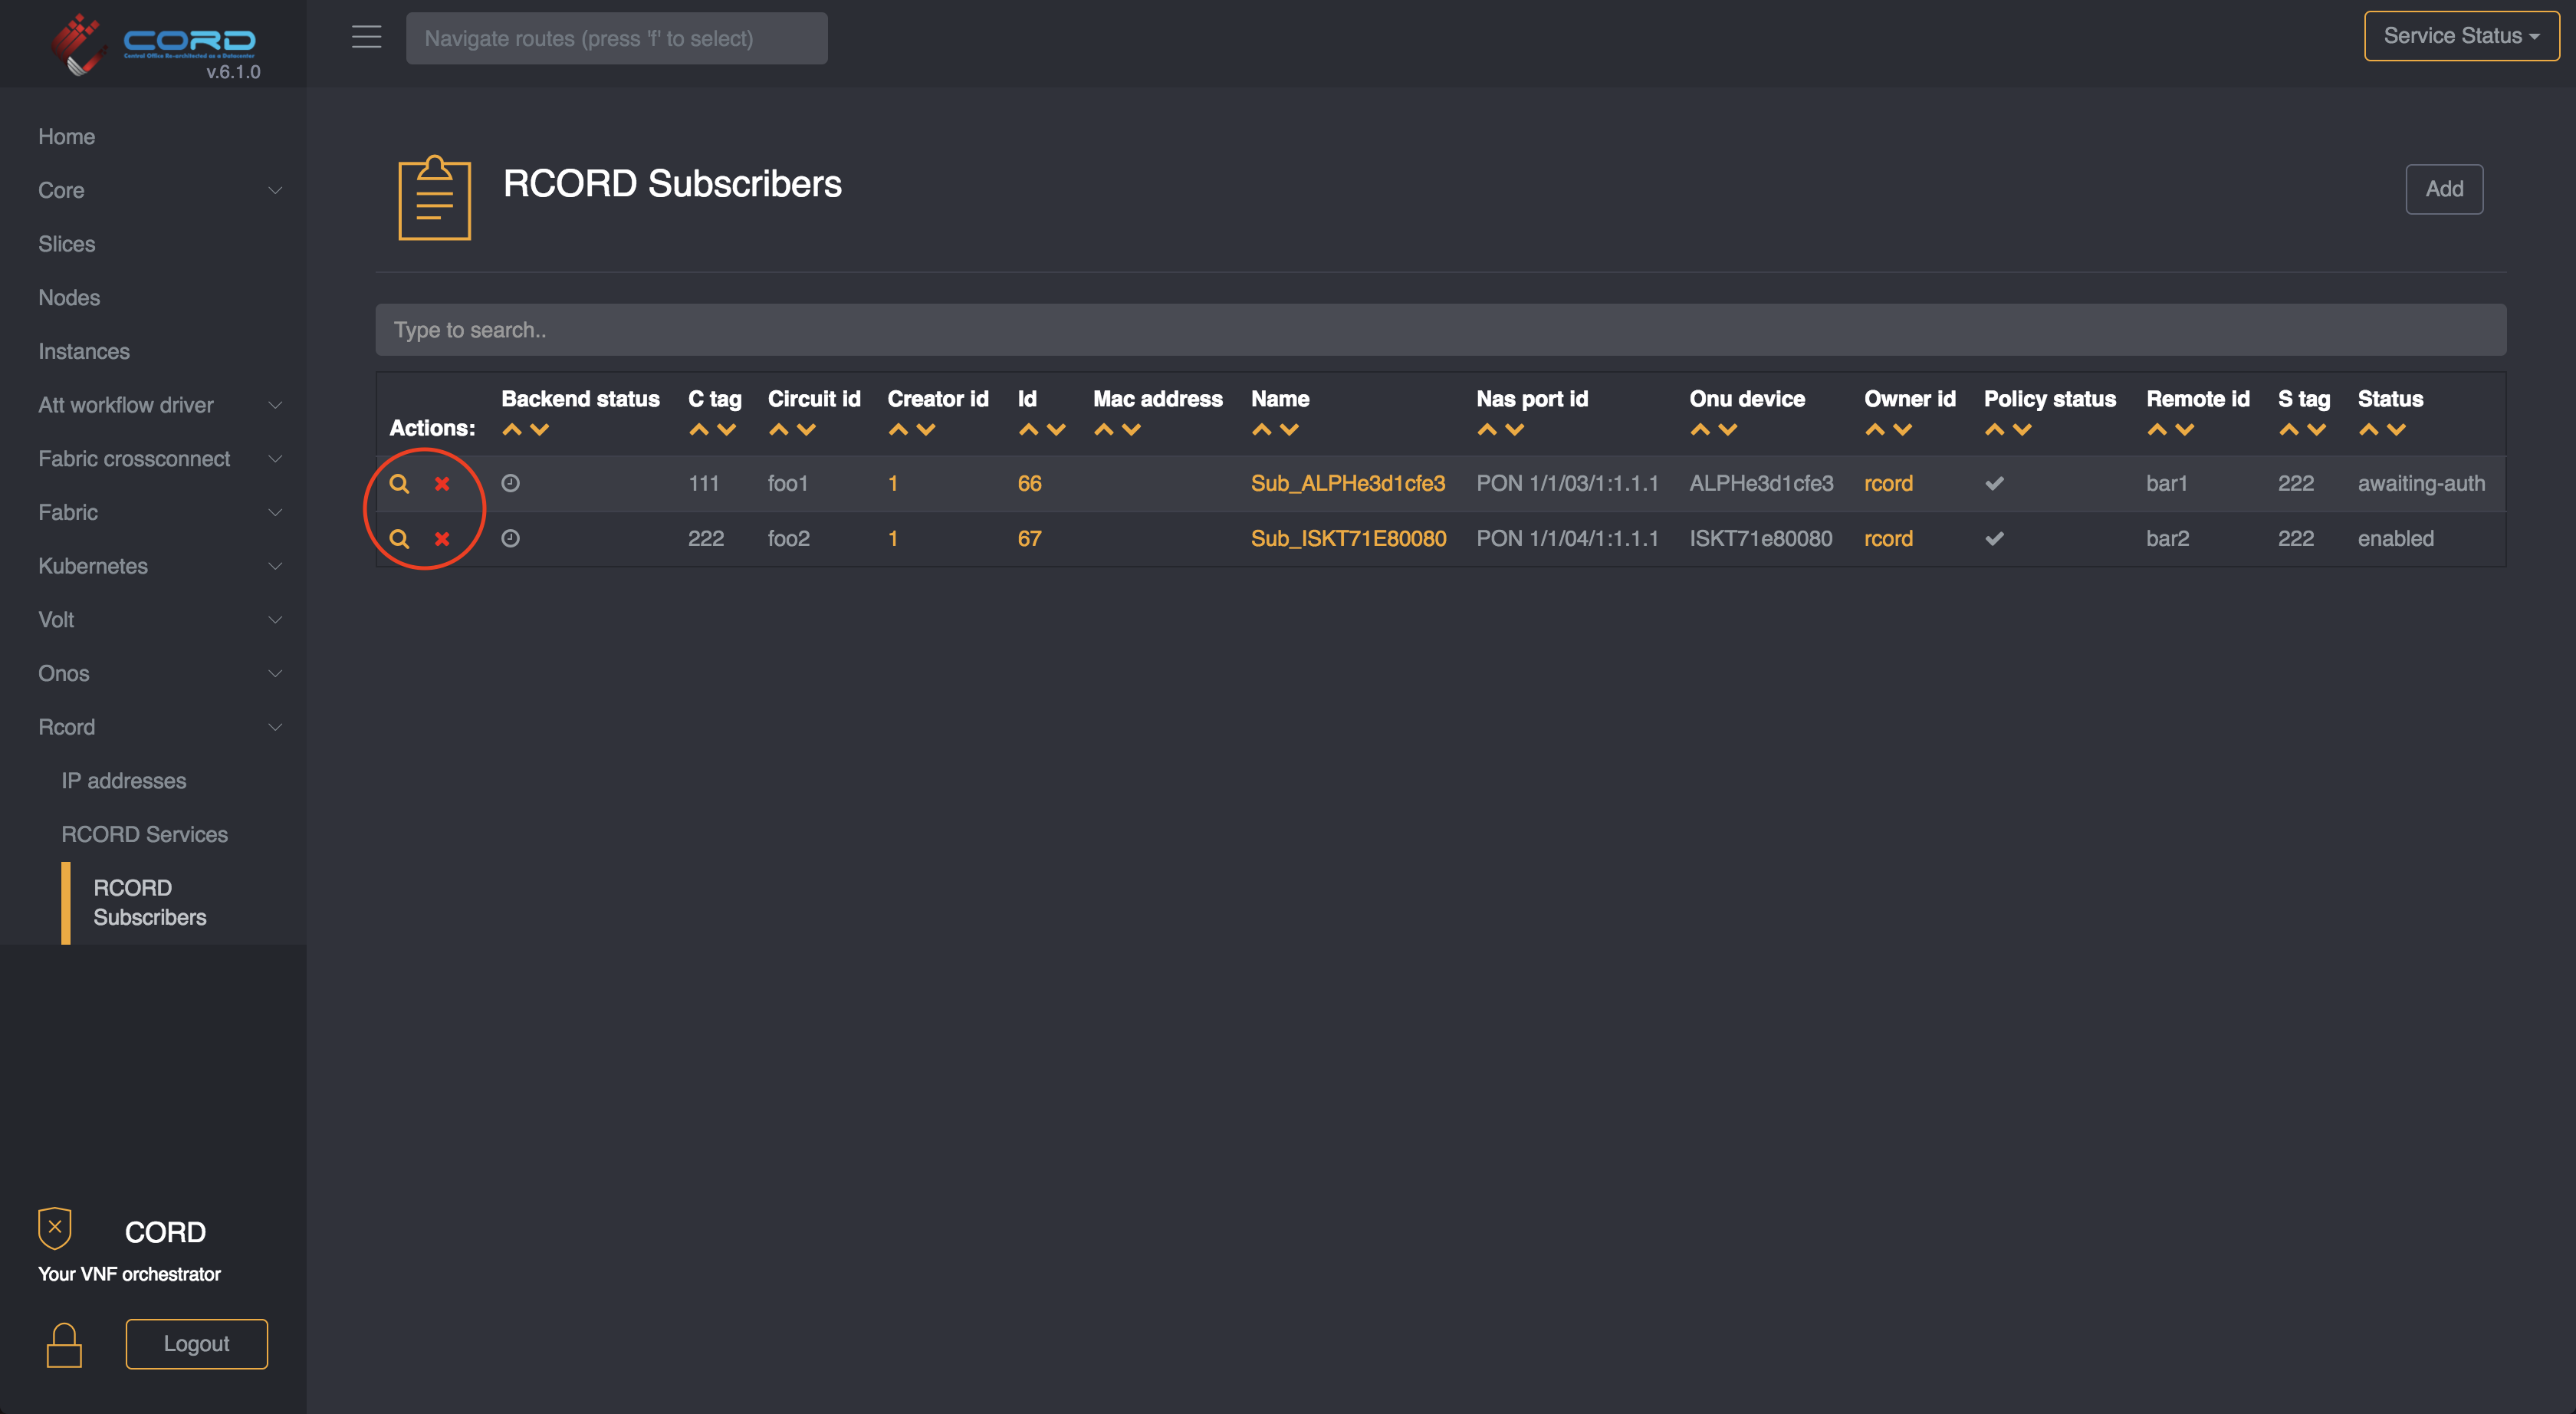 CORD
Central Office Re-architected as a Datacenter
v.6.1.0
Navigate routes (press 'f' to select)
Service Status
Home
Core
Slices
Nodes
Instances
Att workflow driver
Fabric crossconnect
Fabric
Kubernetes
Volt
Onos
Rcord
IP addresses
RCORD Services
RCORD
Subscribers
CORD
Your VNF orchestrator
Logout
RCORD Subscribers
Add
Type to search..
Actions: Backend status C tag Circuit id Creator id Id Mac address Name Nas port id Onu device Owner id Policy status Remote id S tag Status
111 foo1 1 66 Sub_ALPHe3d1cfe3 PON 1/1/03/1:1.1.1 ALPHe3d1cfe3 rcord bar1 222 awaiting-auth
222 foo2 1 67 Sub_ISKT71E80080 PON 1/1/04/1:1.1.1 ISKT71e80080 rcord bar2 222 enabled